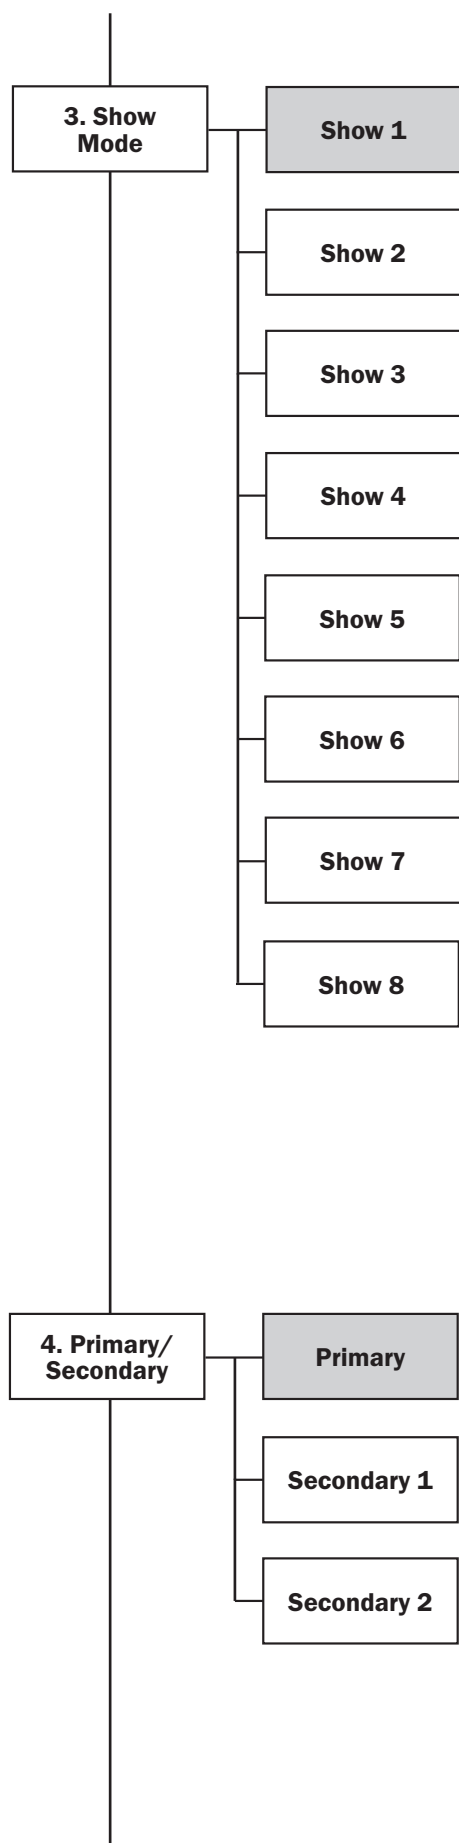 3. Show
Mode
Show 1
Show 2
Show 3
Show 4
Show 5
Show 6
Show 7
Show 8
4. Primary/
Secondary
Primary
Secondary 1
Secondary 2